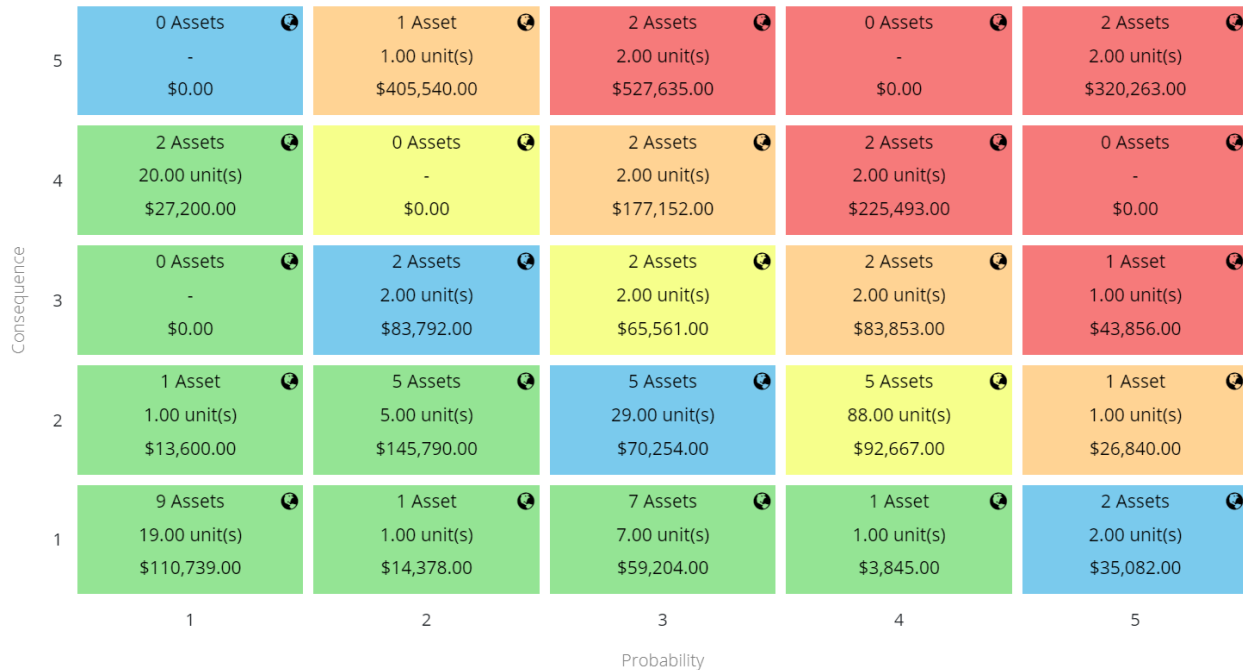 0 Assets
-
$0.00
1 Asset
1.00 unit(s)
$405,540.00
2 Assets
2.00 unit(s)
$527,635.00
0 Assets
-
$0.00
2 Assets
2.00 unit(s)
$320,263.00
5
2 Assets
20.00 unit(s)
$27,200.00
0 Assets
-
$0.00
2 Assets
2.00 unit(s)
$177,152.00
2 Assets
2.00 unit(s)
$225,493.00
0 Assets
-
$0.00
4
0 Assets
-
$0.00
2 Assets
2.00 unit(s)
$83,792.00
2 Assets
2.00 unit(s)
$65,561.00
2 Assets
2.00 unit(s)
$83,853.00
1 Asset
1.00 unit(s)
$43,856.00
3
Consequence
1 Asset
1.00 unit(s)
$13,600.00
5 Assets
5.00 unit(s)
$145,790.00
5 Assets
29.00 unit(s)
$70,254.00
5 Assets
88.00 unit(s)
$92,667.00
1 Asset
1.00 unit(s)
$26,840.00
2
9 Assets
19.00 unit(s)
$110,739.00
1 Asset
1.00 unit(s)
$14,378.00
7 Assets
7.00 unit(s)
$59,204.00
1 Asset
1.00 unit(s)
$3,845.00
2 Assets
2.00 unit(s)
$35,082.00
1
1
2
3
4
5
Probability